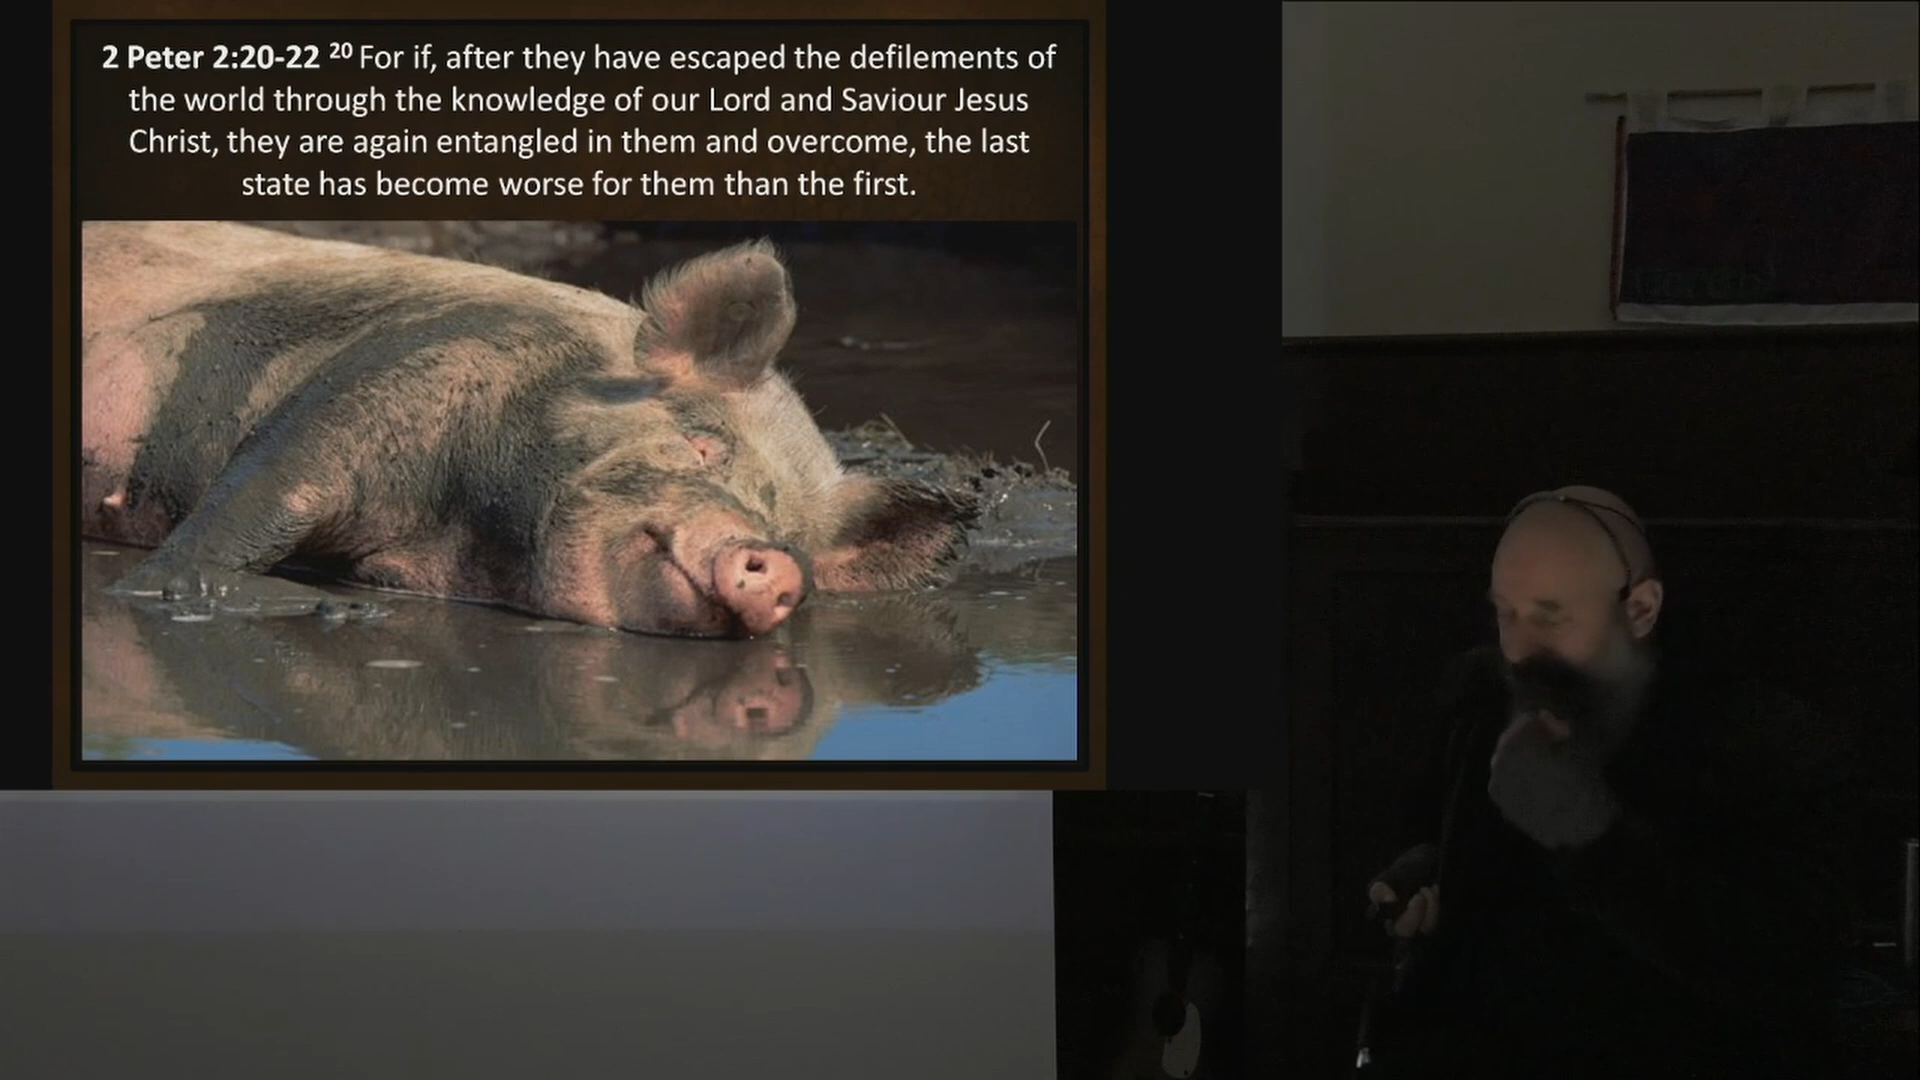 2 Peter 2:20-22 20 For if, after they have escaped the defilements of
the world through the knowledge of our Lord and Saviour Jesus
Christ, they are again entangled in them and overcome, the last
state has become worse for them than the first.